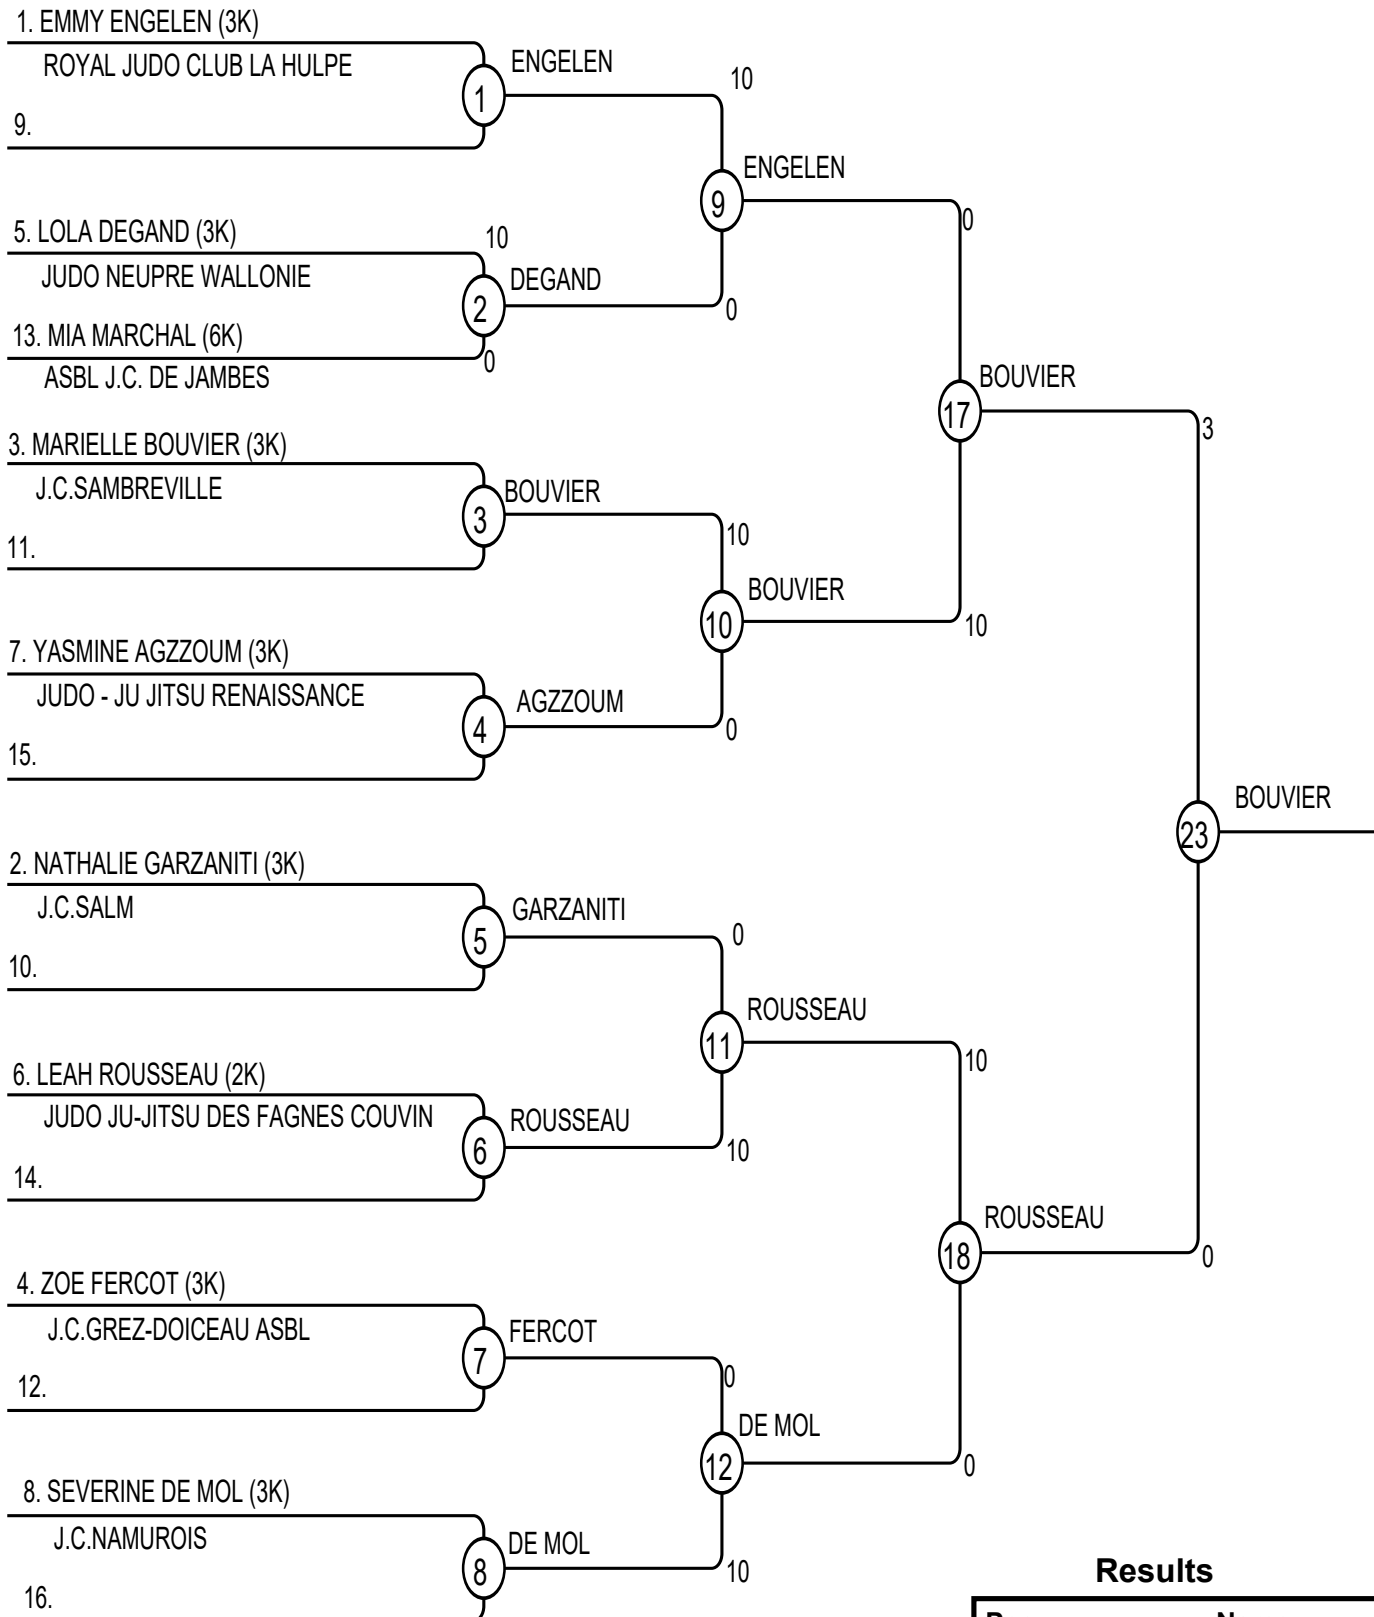 1. EMMY ENGELEN (3K)
ROYAL JUDO CLUB LA HULPE
1
ENGELEN
10
9.
9
ENGELEN
0
5. LOLA DEGAND (3K)
10
JUDO NEUPRE WALLONIE
2
DEGAND
0
13. MIA MARCHAL (6K)
0
ASBL J.C. DE JAMBES
17
BOUVIER
3
3. MARIELLE BOUVIER (3K)
J.C.SAMBREVILLE
3
BOUVIER
10
11.
10
BOUVIER
10
7. YASMINE AGZZOUM (3K)
JUDO - JU JITSU RENAISSANCE
4
AGZZOUM
0
15.
23
BOUVIER
2. NATHALIE GARZANITI (3K)
J.C.SALM
5
GARZANITI
0
10.
11
ROUSSEAU
10
6. LEAH ROUSSEAU (2K)
JUDO JU-JITSU DES FAGNES COUVIN
6
ROUSSEAU
10
14.
18
ROUSSEAU
0
4. ZOE FERCOT (3K)
J.C.GREZ-DOICEAU ASBL
7
FERCOT
0
12.
12
DE MOL
0
8. SEVERINE DE MOL (3K)
J.C.NAMUROIS
8
DE MOL
10
16.
Results